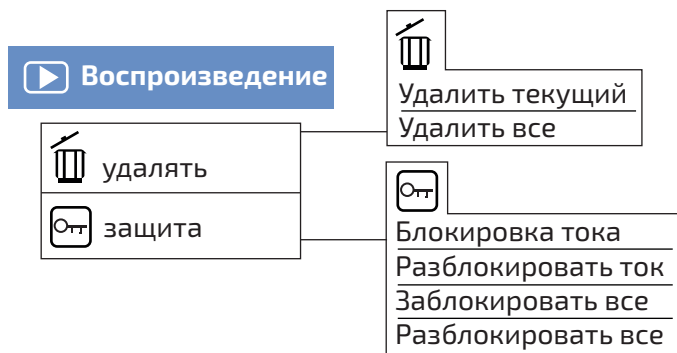 Воспроизведение
удалять
защита
Удалить текущий
Удалить все
Блокировка тока
Разблокировать ток
Заблокировать все
Разблокировать все